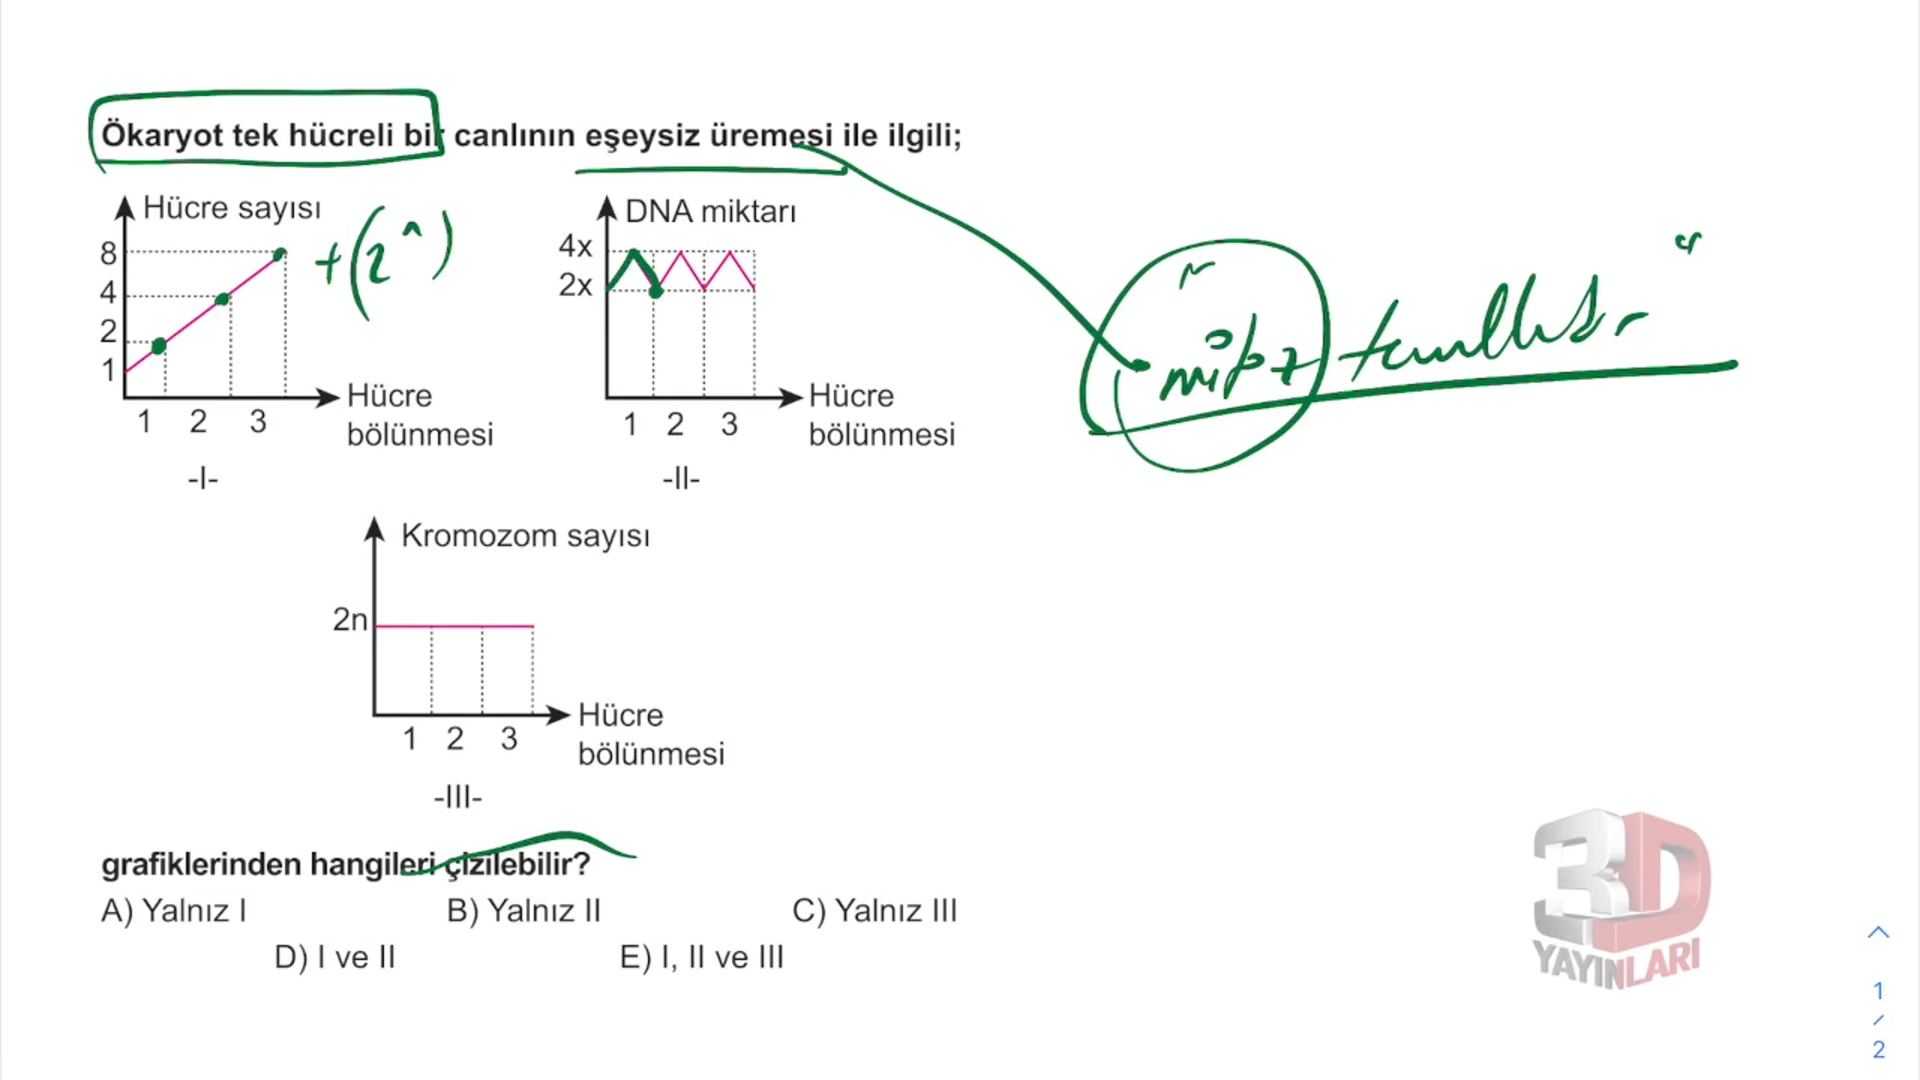 Ökaryot tek hücreli bir canlının eşeysiz üremesi ile ilgili;
Hücre sayısı
8
4
2
1
1 2 3
Hücre
bölünmesi
-I-
+(2^)
DNA miktarı
4x
2x
1 2 3
Hücre
bölünmesi
-II-
Kromozom sayısı
2n
1 2 3
Hücre
bölünmesi
-III-
grafiklerinden hangileri çizilebilir?
A) Yalnız I B) Yalnız II C) Yalnız III
D) I ve II E) I, II ve III
3D
YAYINLARI
1
/
2